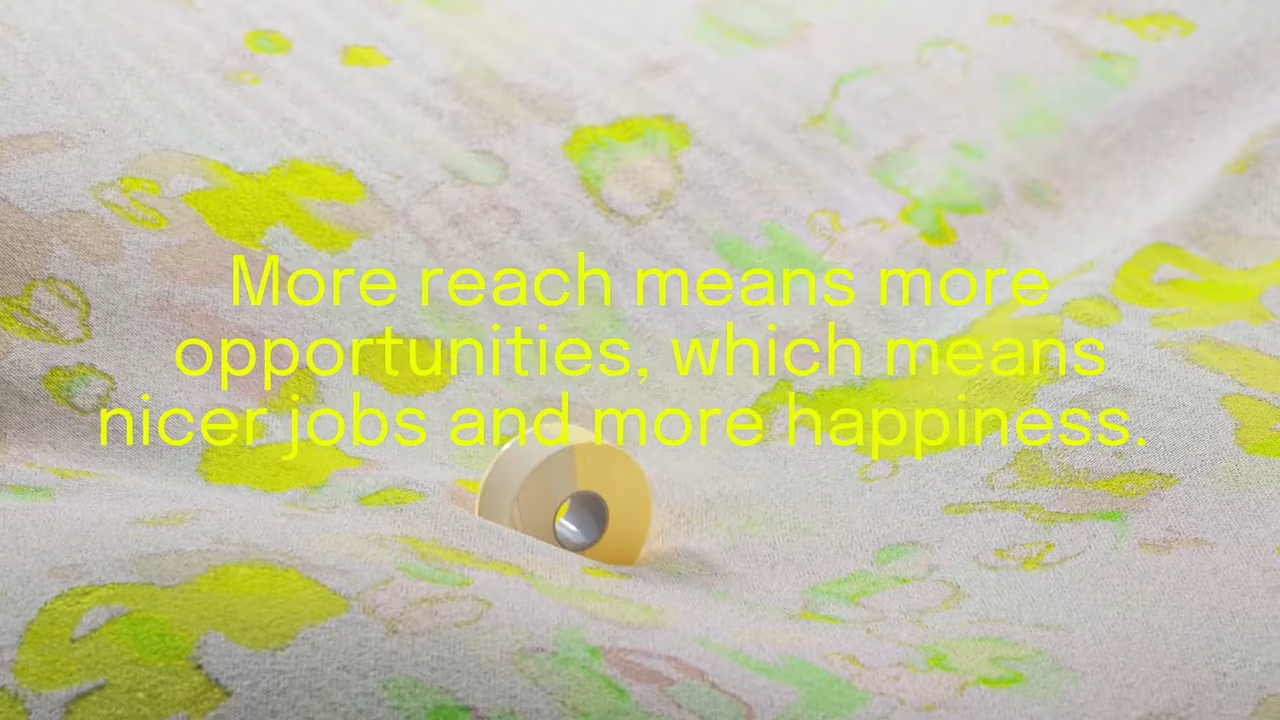 More reach means more
opportunities, which means
nicer jobs and more happiness.